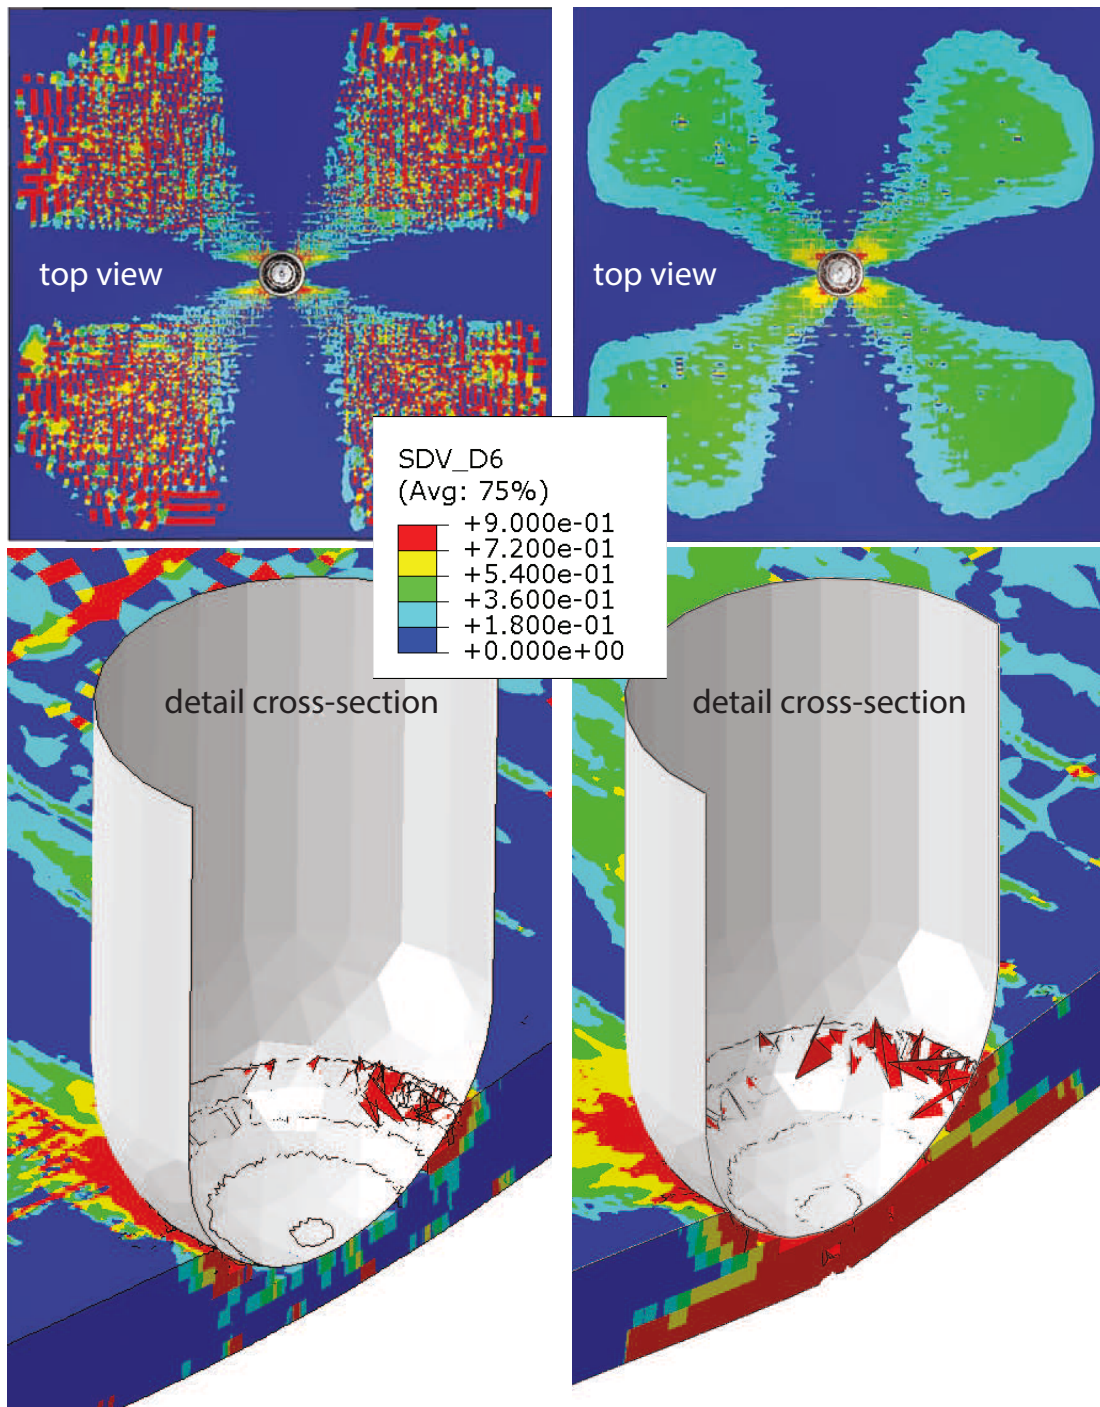 top view
top view
SDV_D6
(Avg: 75%)
+9.000e-01
+7.200e-01
+5.400e-01
+3.600e-01
+1.800e-01
+0.000e+00
detail cross-section
detail cross-section